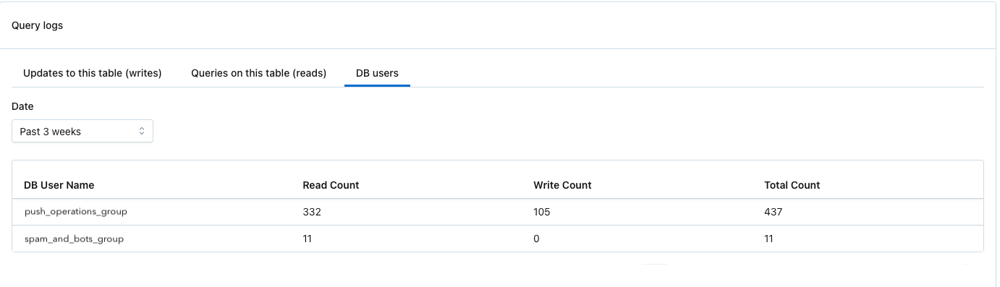 Query logs
Updates to this table (writes) Queries on this table (reads) DB users
Date
Past 3 weeks
DB User Name Read Count Write Count Total Count
push_operations_group 332 105 437
spam_and_bots_group 11 0 11